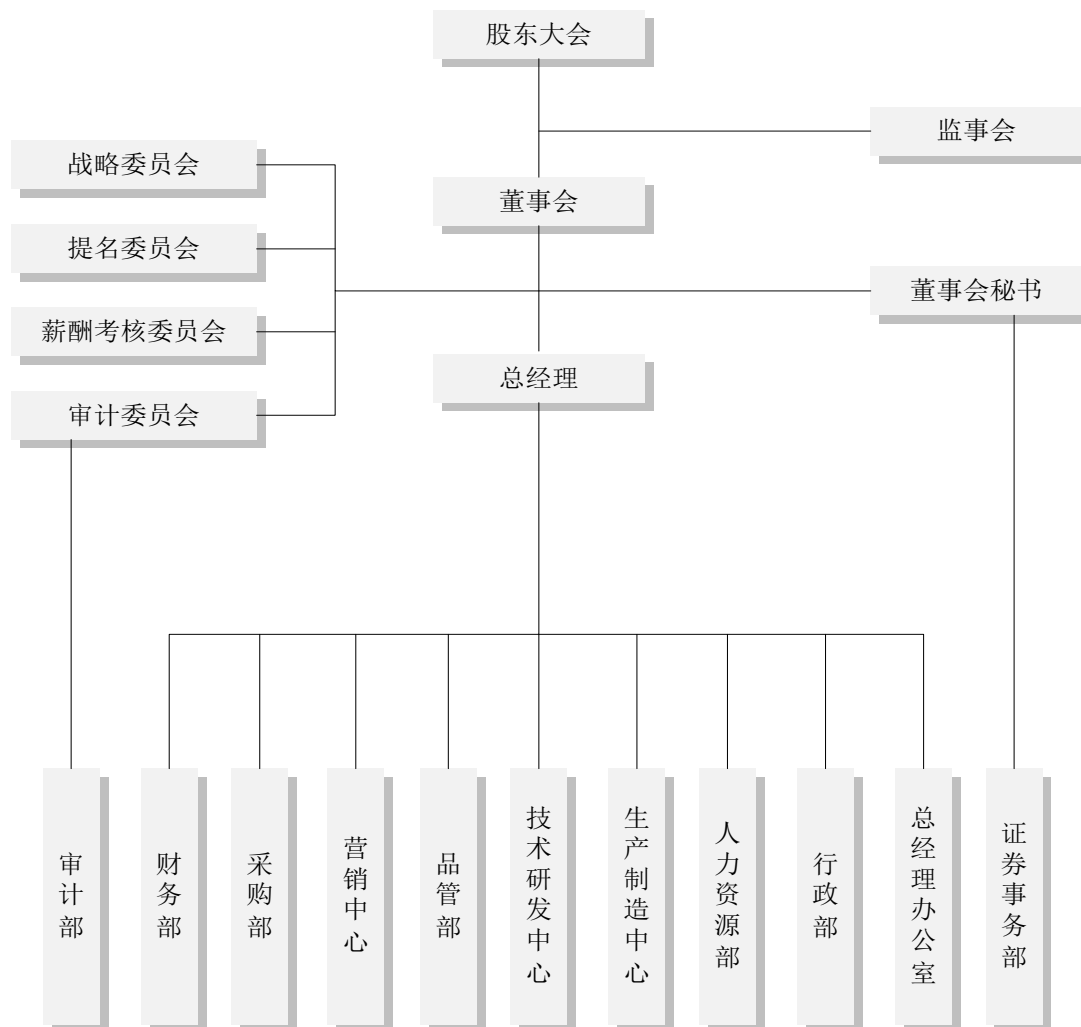 股东大会
监事会
战略委员会
董事会
提名委员会
董事会秘书
薪酬考核委员会
总经理
审计委员会
审计部
财务部
采购部
营销中心
品管部
技术研发中心
生产制造中心
人力资源部
行政部
总经理办公室
证券事务部